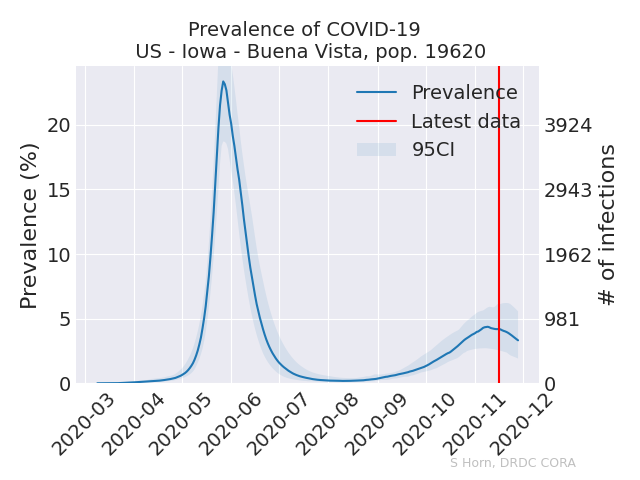 Prevalence of COVID-19
US - Iowa - Buena Vista, pop. 19620
Prevalence
Latest data
95CI
Prevalence (%)
20
15
10
5
0
3924
2943
1962
981
0
# of infections
2020-03
2020-04
2020-05
2020-06
2020-07
2020-08
2020-09
2020-10
2020-11
2020-12
S Horn, DRDC CORA